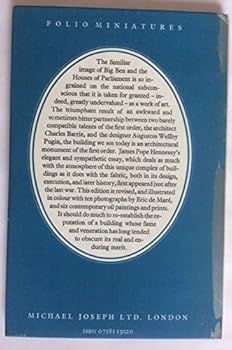 FOLIO MINIATURES
The familiar
image of Big Ben and the
Houses of Parliament is so in-
grained on the national subcon-
scious that it is taken for granted – in-
deed, greatly undervalued – as a work of art.
The triumphant result of an awkward and
sometimes bitter partnership between two barely
compatible talents of the first order, the architect
Charles Barrie, and the designer Augustus Wellby
Pugin, the building we see today is an architectural
monument of the first order. James Pope Hennessy's
elegant and sympathetic essay, which deals as much
with the atmosphere of this unique complex of buil-
dings as it does with the fabric, both in its design,
execution, and later history, first appeared just after
the last war. This edition is revised, and illustrated
in colour with ten photographs by Eric de Maré, and
six contemporary oil paintings and prints.
It should do much to re-establish the re-
putation of a building whose fame
and veneration has long tended
to obscure its real and en-
during merit.
MICHAEL JOSEPH LTD. LONDON
ISBN 0 7181 1302 0